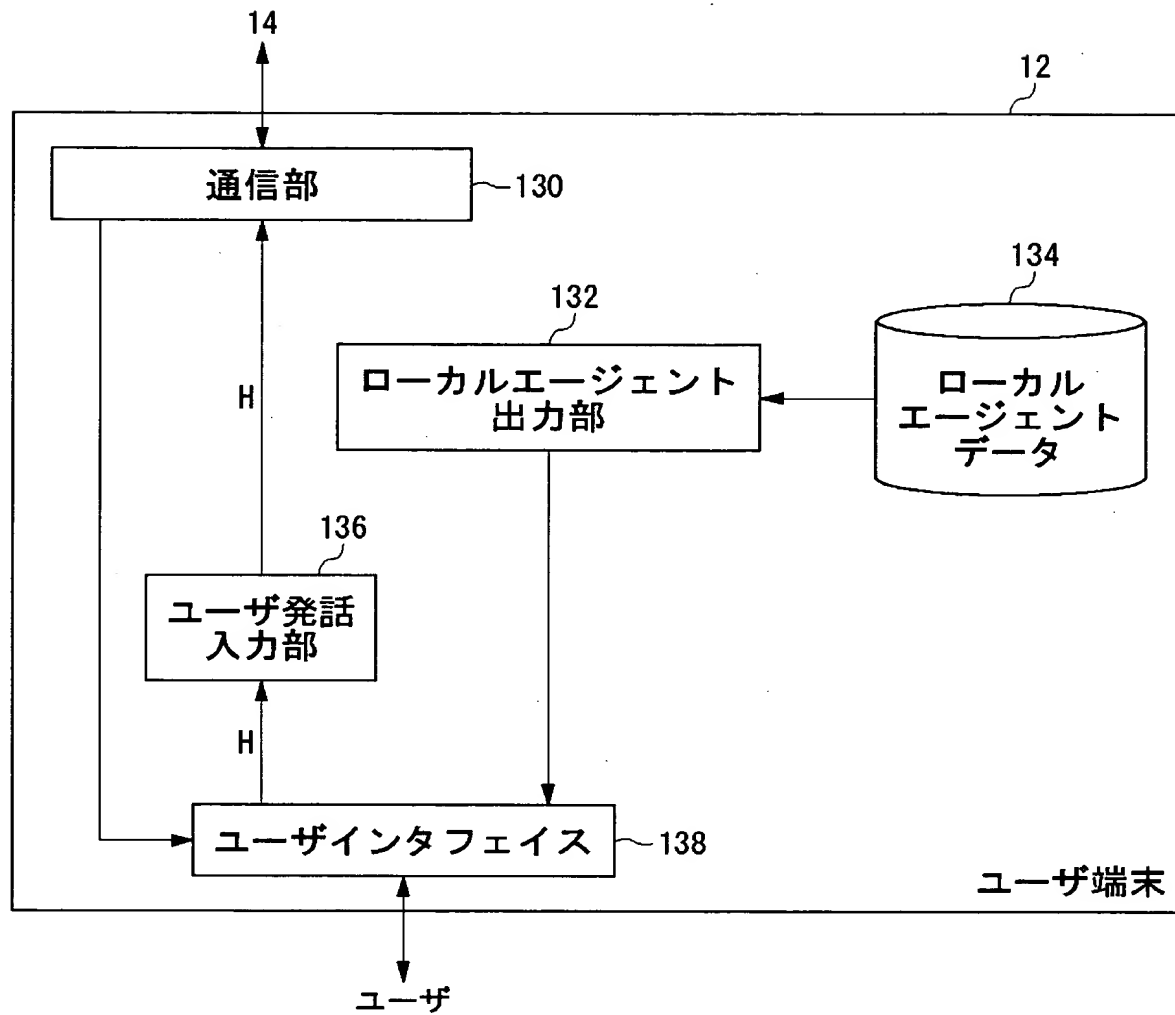 14
12
通信部
130
134
132
ローカルエージェント
出力部
ローカル
エージェント
データ
H
136
ユーザ発話
入力部
H
ユーザインタフェイス
138
ユーザ端末
ユーザ